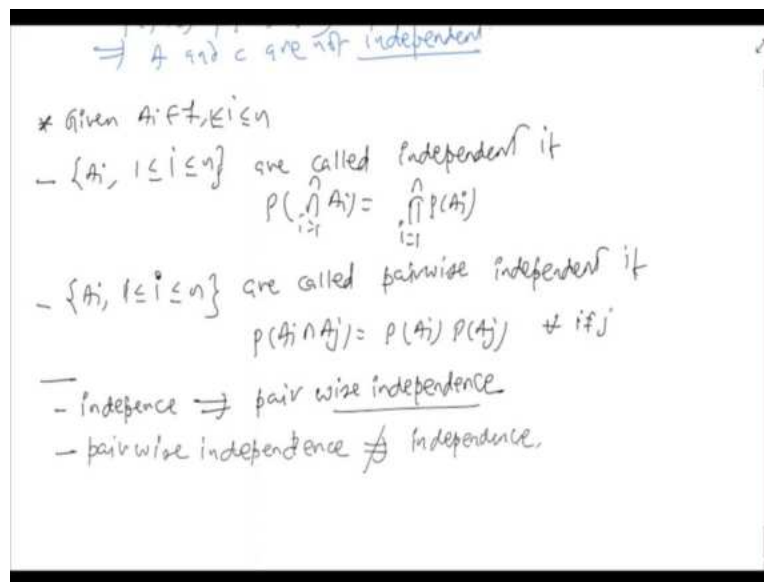 ⇒ A and C are not independent
* Given Ai ∈ F, 1≤i≤n
- {Ai, 1 ≤ i ≤ n} are called independent if
P(⋂_{i=1}^{n} Ai) = ∏_{i=1}^{n} P(Ai)
- {Ai, 1 ≤ i ≤ n} are called pairwise independent if
P(Ai ∩ Aj) = P(Ai) P(Aj) ∀ i≠j
- indepence ⇒ pair wise independence
- pairwise independence ⇏ independence.